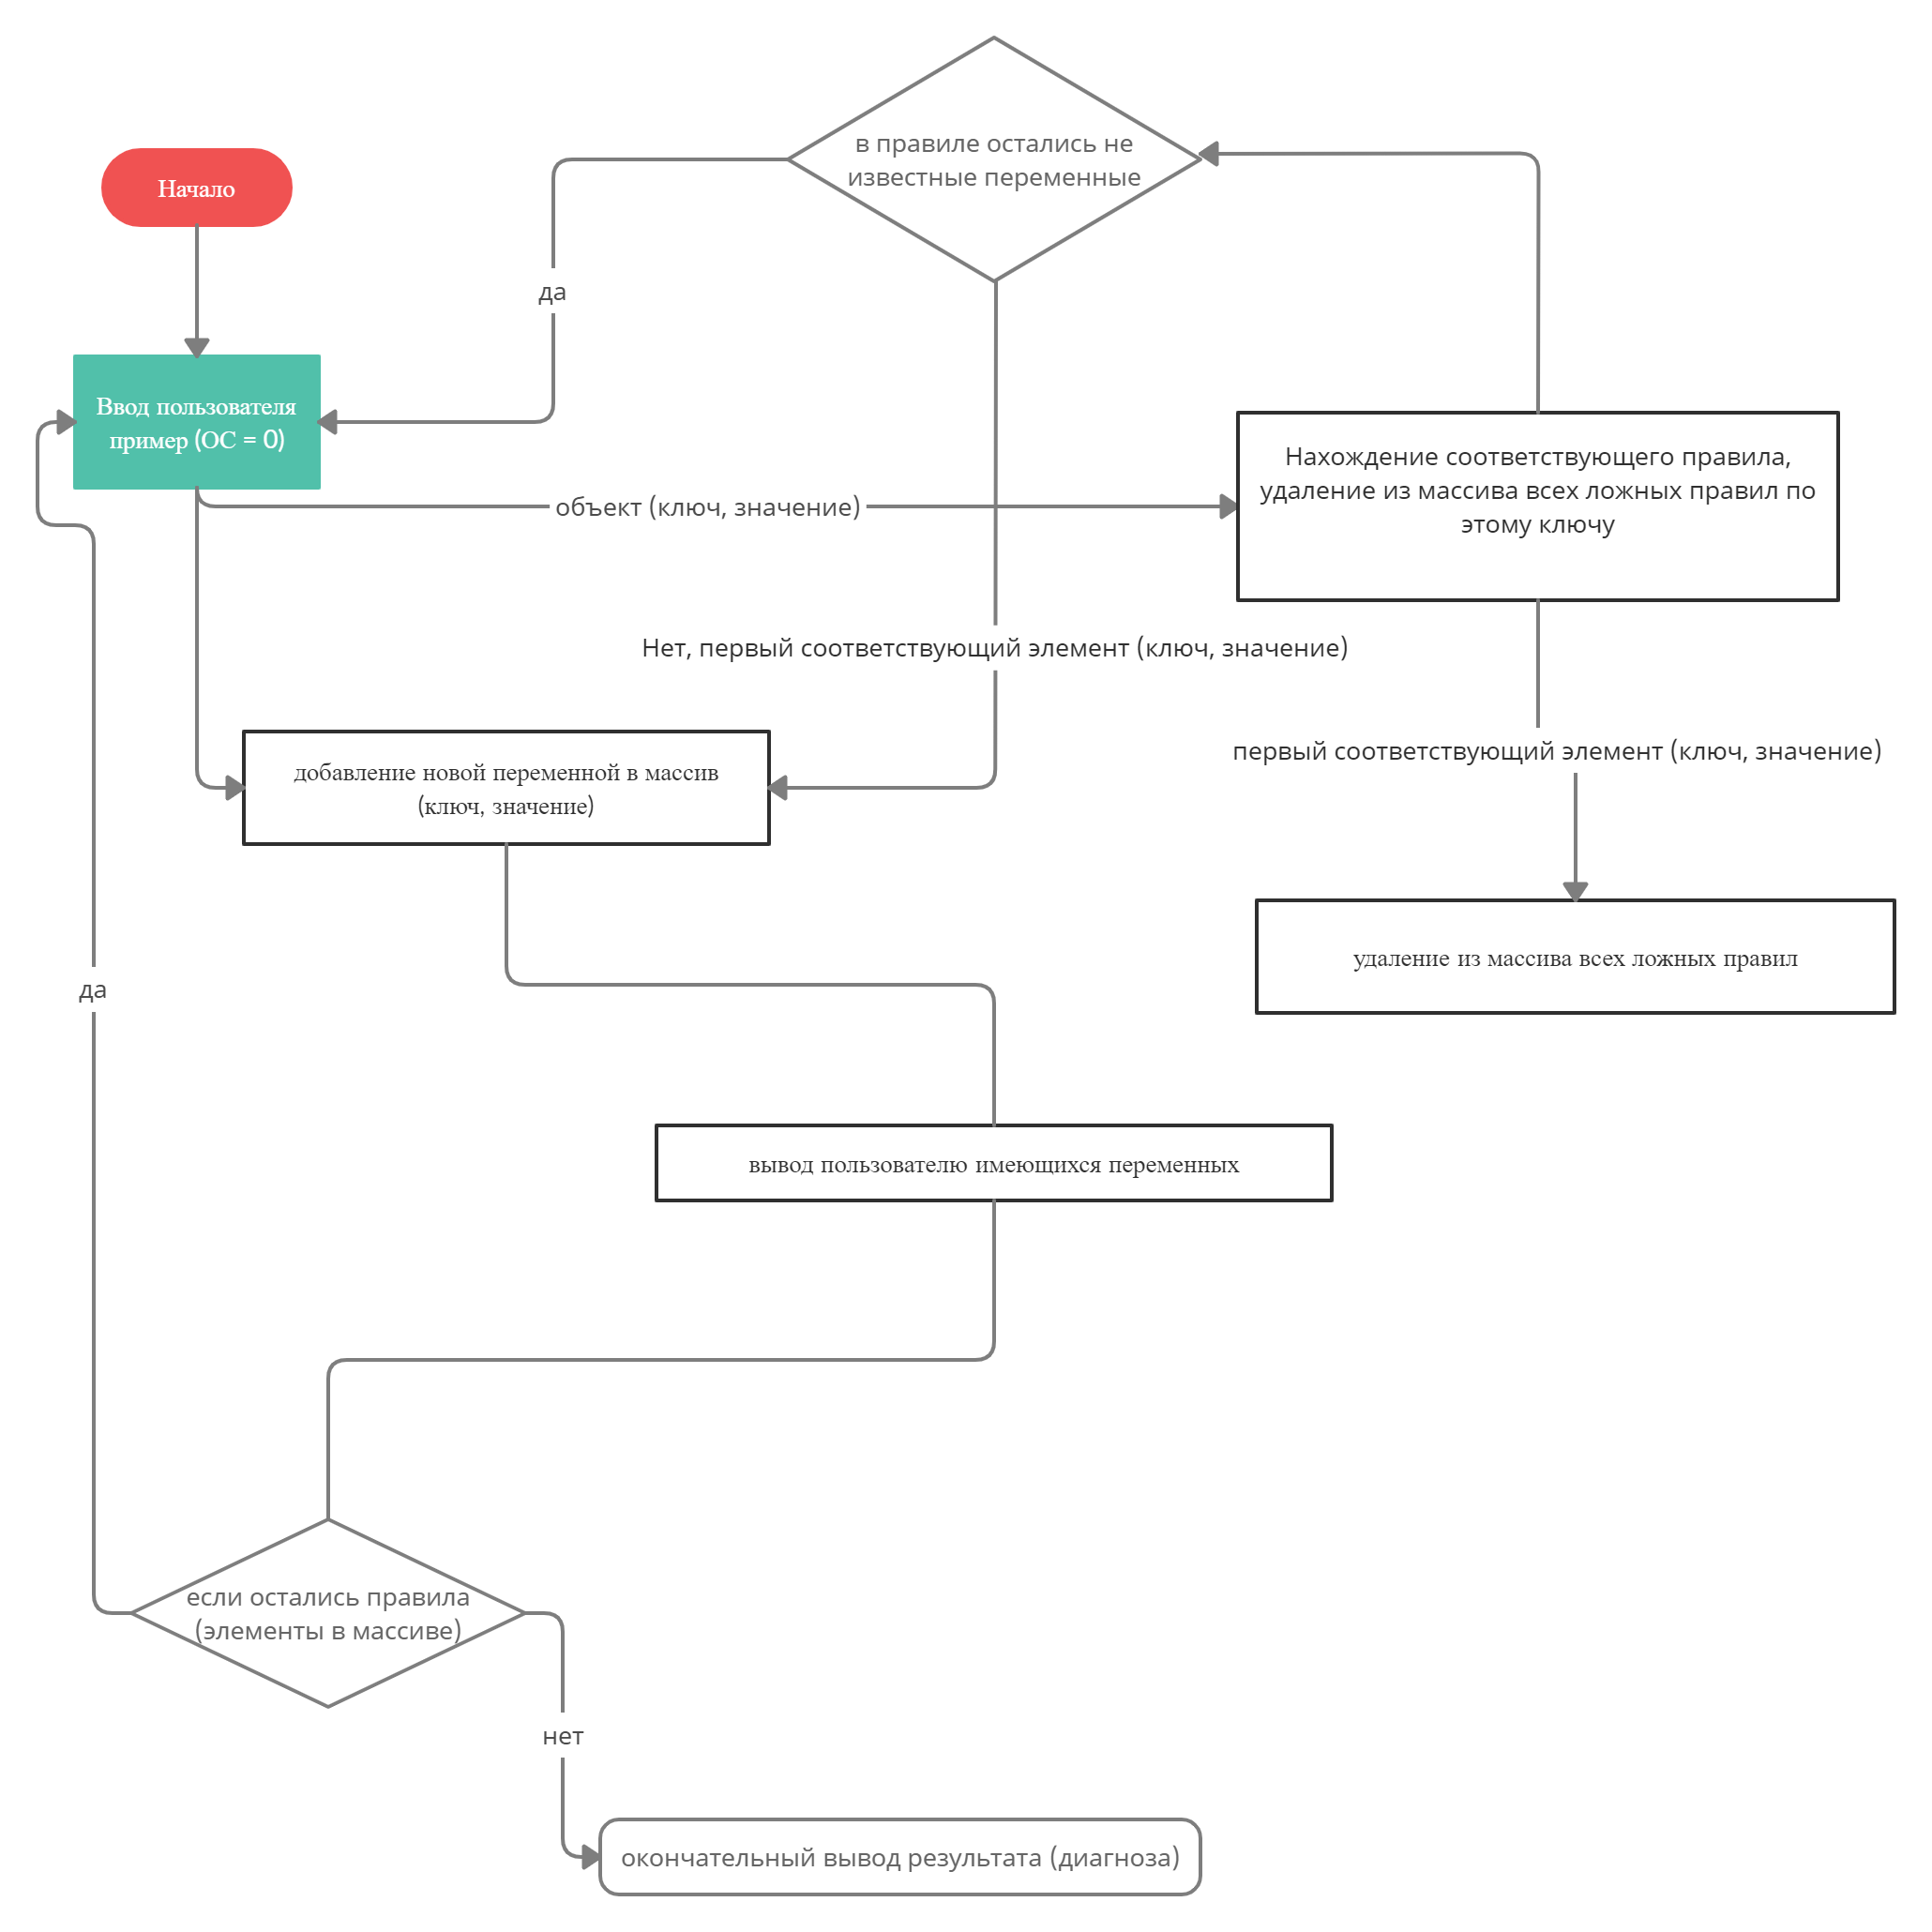 в правиле остались не
известные переменные
Начало
да
Ввод пользователя
пример (ОС = 0)
Нахождение соответствующего правила,
удаление из массива всех ложных правил по
этому ключу
объект (ключ, значение)
Нет, первый соответствующий элемент (ключ, значение)
первый соответствующий элемент (ключ, значение)
добавление новой переменной в массив
(ключ, значение)
удаление из массива всех ложных правил
да
вывод пользователю имеющихся переменных
если остались правила
(элементы в массиве)
нет
окончательный вывод результата (диагноза)